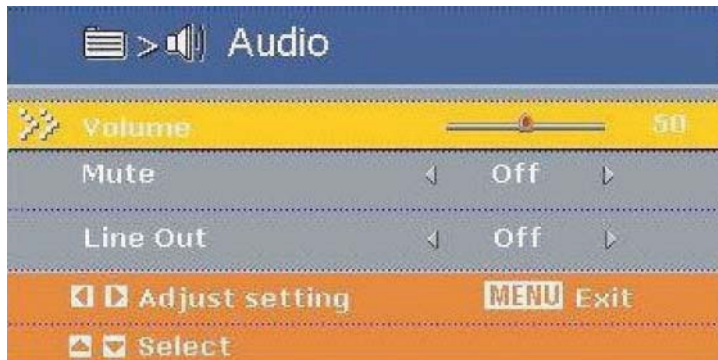 > Audio
Volume 50
Mute Off
Line Out Off
Adjust setting MENU Exit
Select